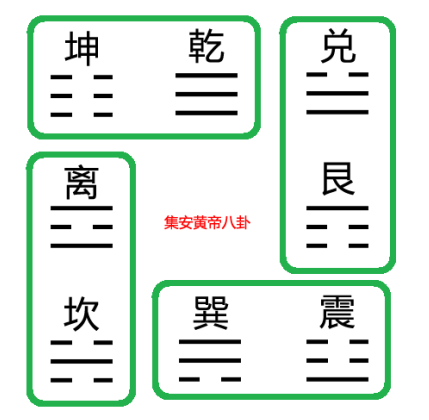 坤 乾 兑
离 艮
集安黄帝八卦
坎 巽 震